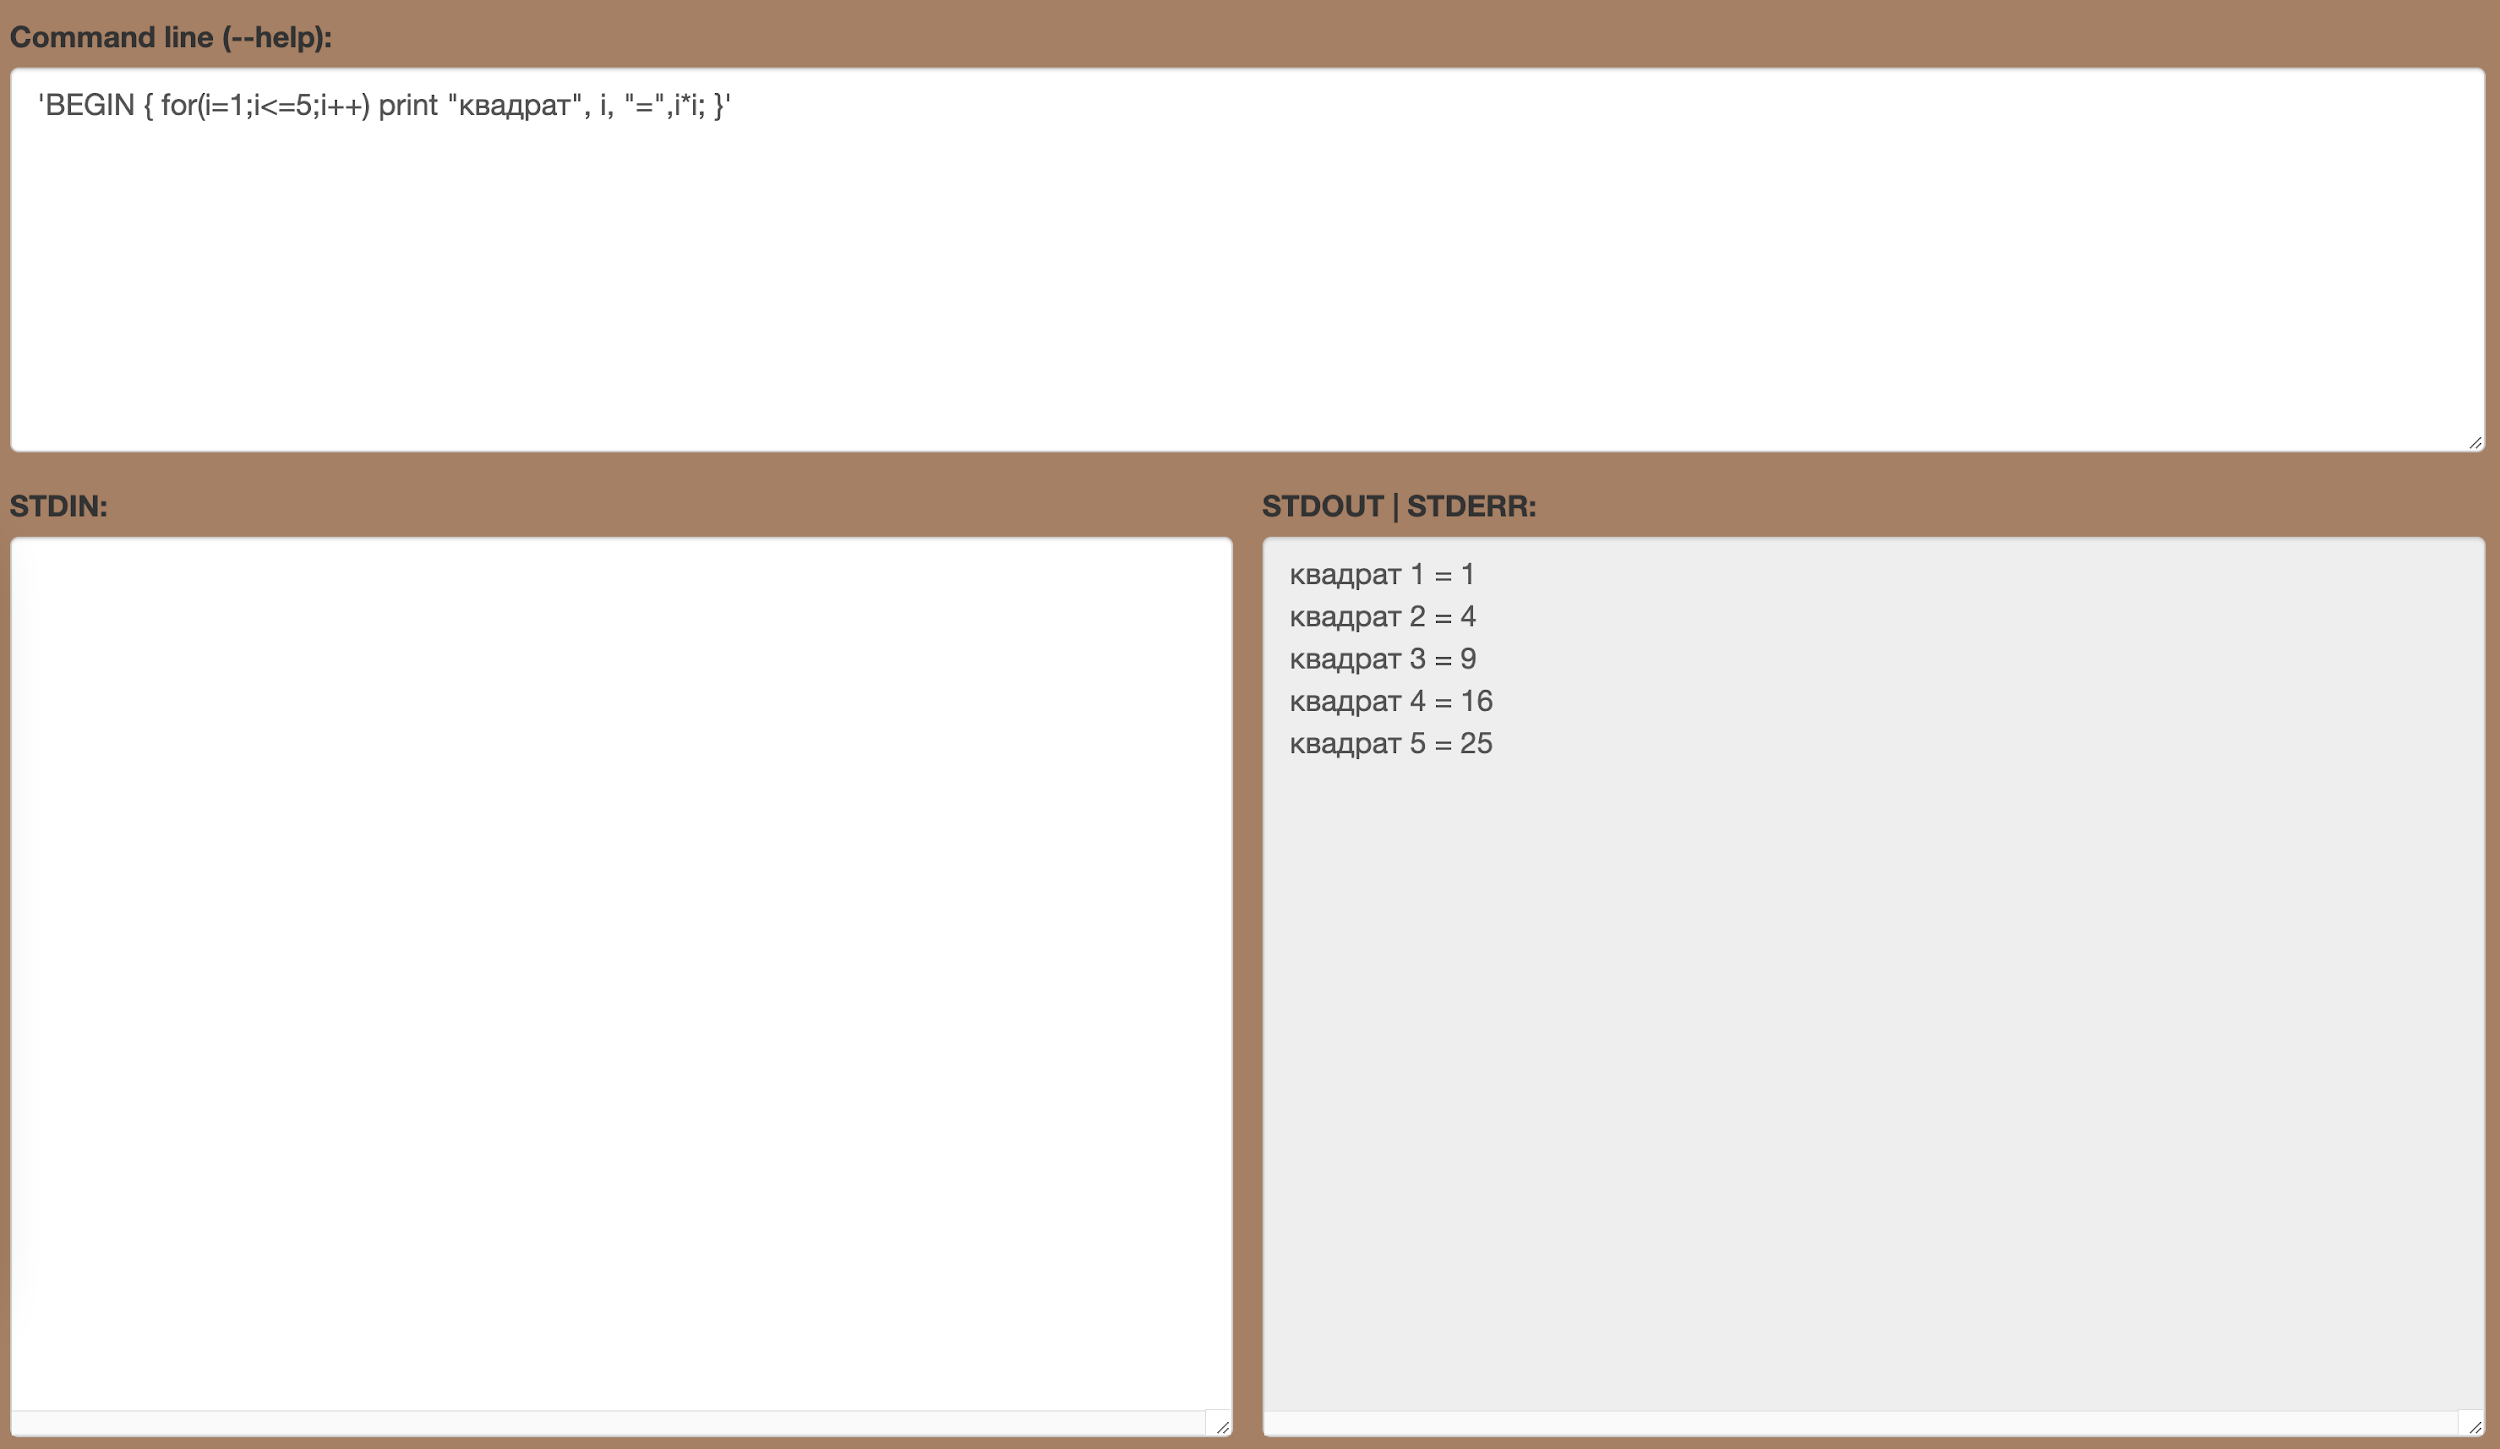 Command line (--help):
'BEGIN { for(i=1;i<=5;i++) print "квадрат", i, "=",i*i; }'
STDIN:
STDOUT | STDERR:
квадрат 1 = 1
квадрат 2 = 4
квадрат 3 = 9
квадрат 4 = 16
квадрат 5 = 25